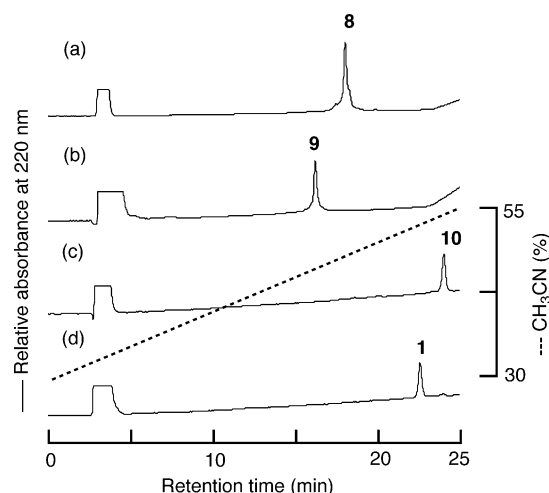 (a)
8
(b)
9
(c)
10
(d)
1
— Relative absorbance at 220 nm
55
30
--- CH₃CN (%)
0 10 20 25
Retention time (min)